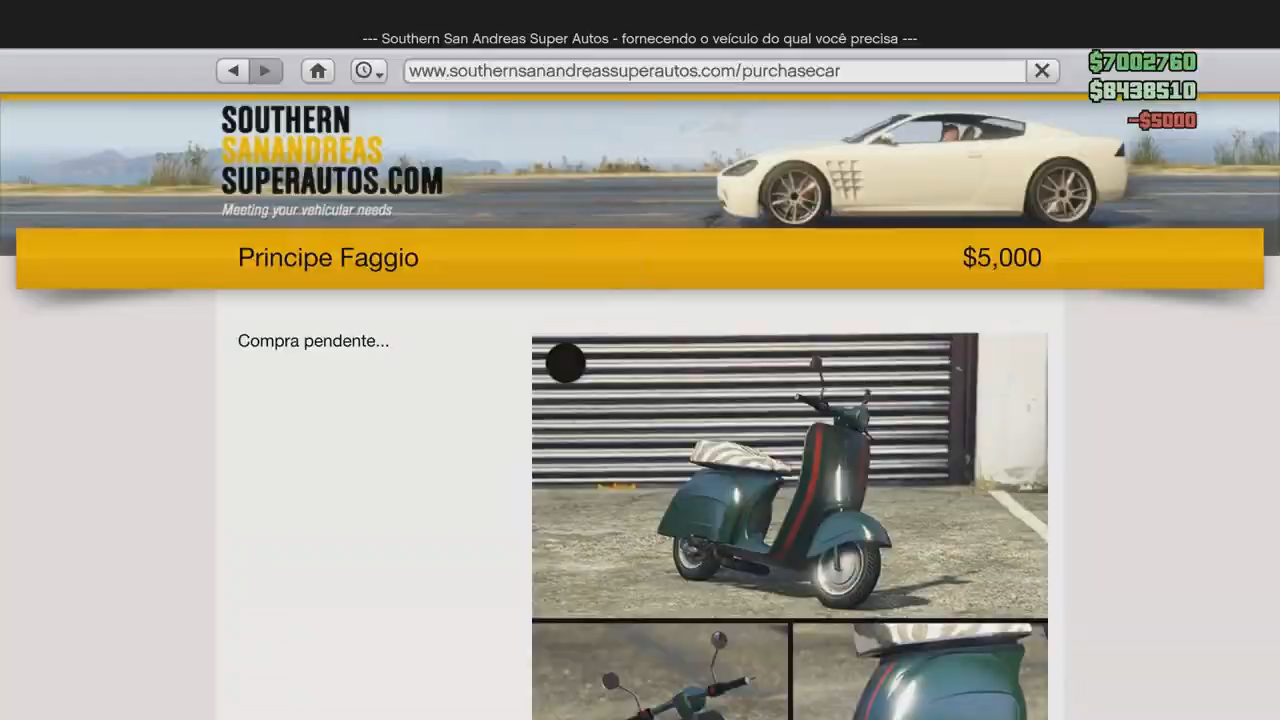 --- Southern San Andreas Super Autos - fornecendo o veículo do qual você precisa ---
www.southernsanandreassuperautos.com/purchasecar
$7002760
$8438510
-$5000
SOUTHERN
SANANDREAS
SUPERAUTOS.COM
Meeting your vehicular needs
Principe Faggio
$5,000
Compra pendente...